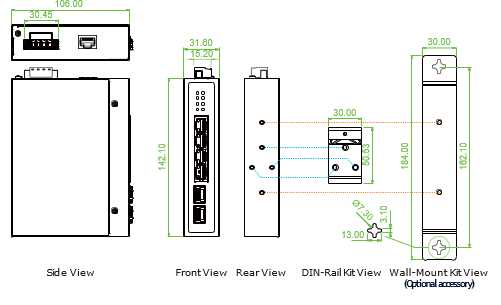 106.00
30.45
31.60
15.20
142.10
30.00
50.53
30.00
184.00
162.10
Ø7.30
3.10
13.00
Side View
Front View
Rear View
DIN-Rail Kit View
Wall-Mount Kit View
(Optional accessory)